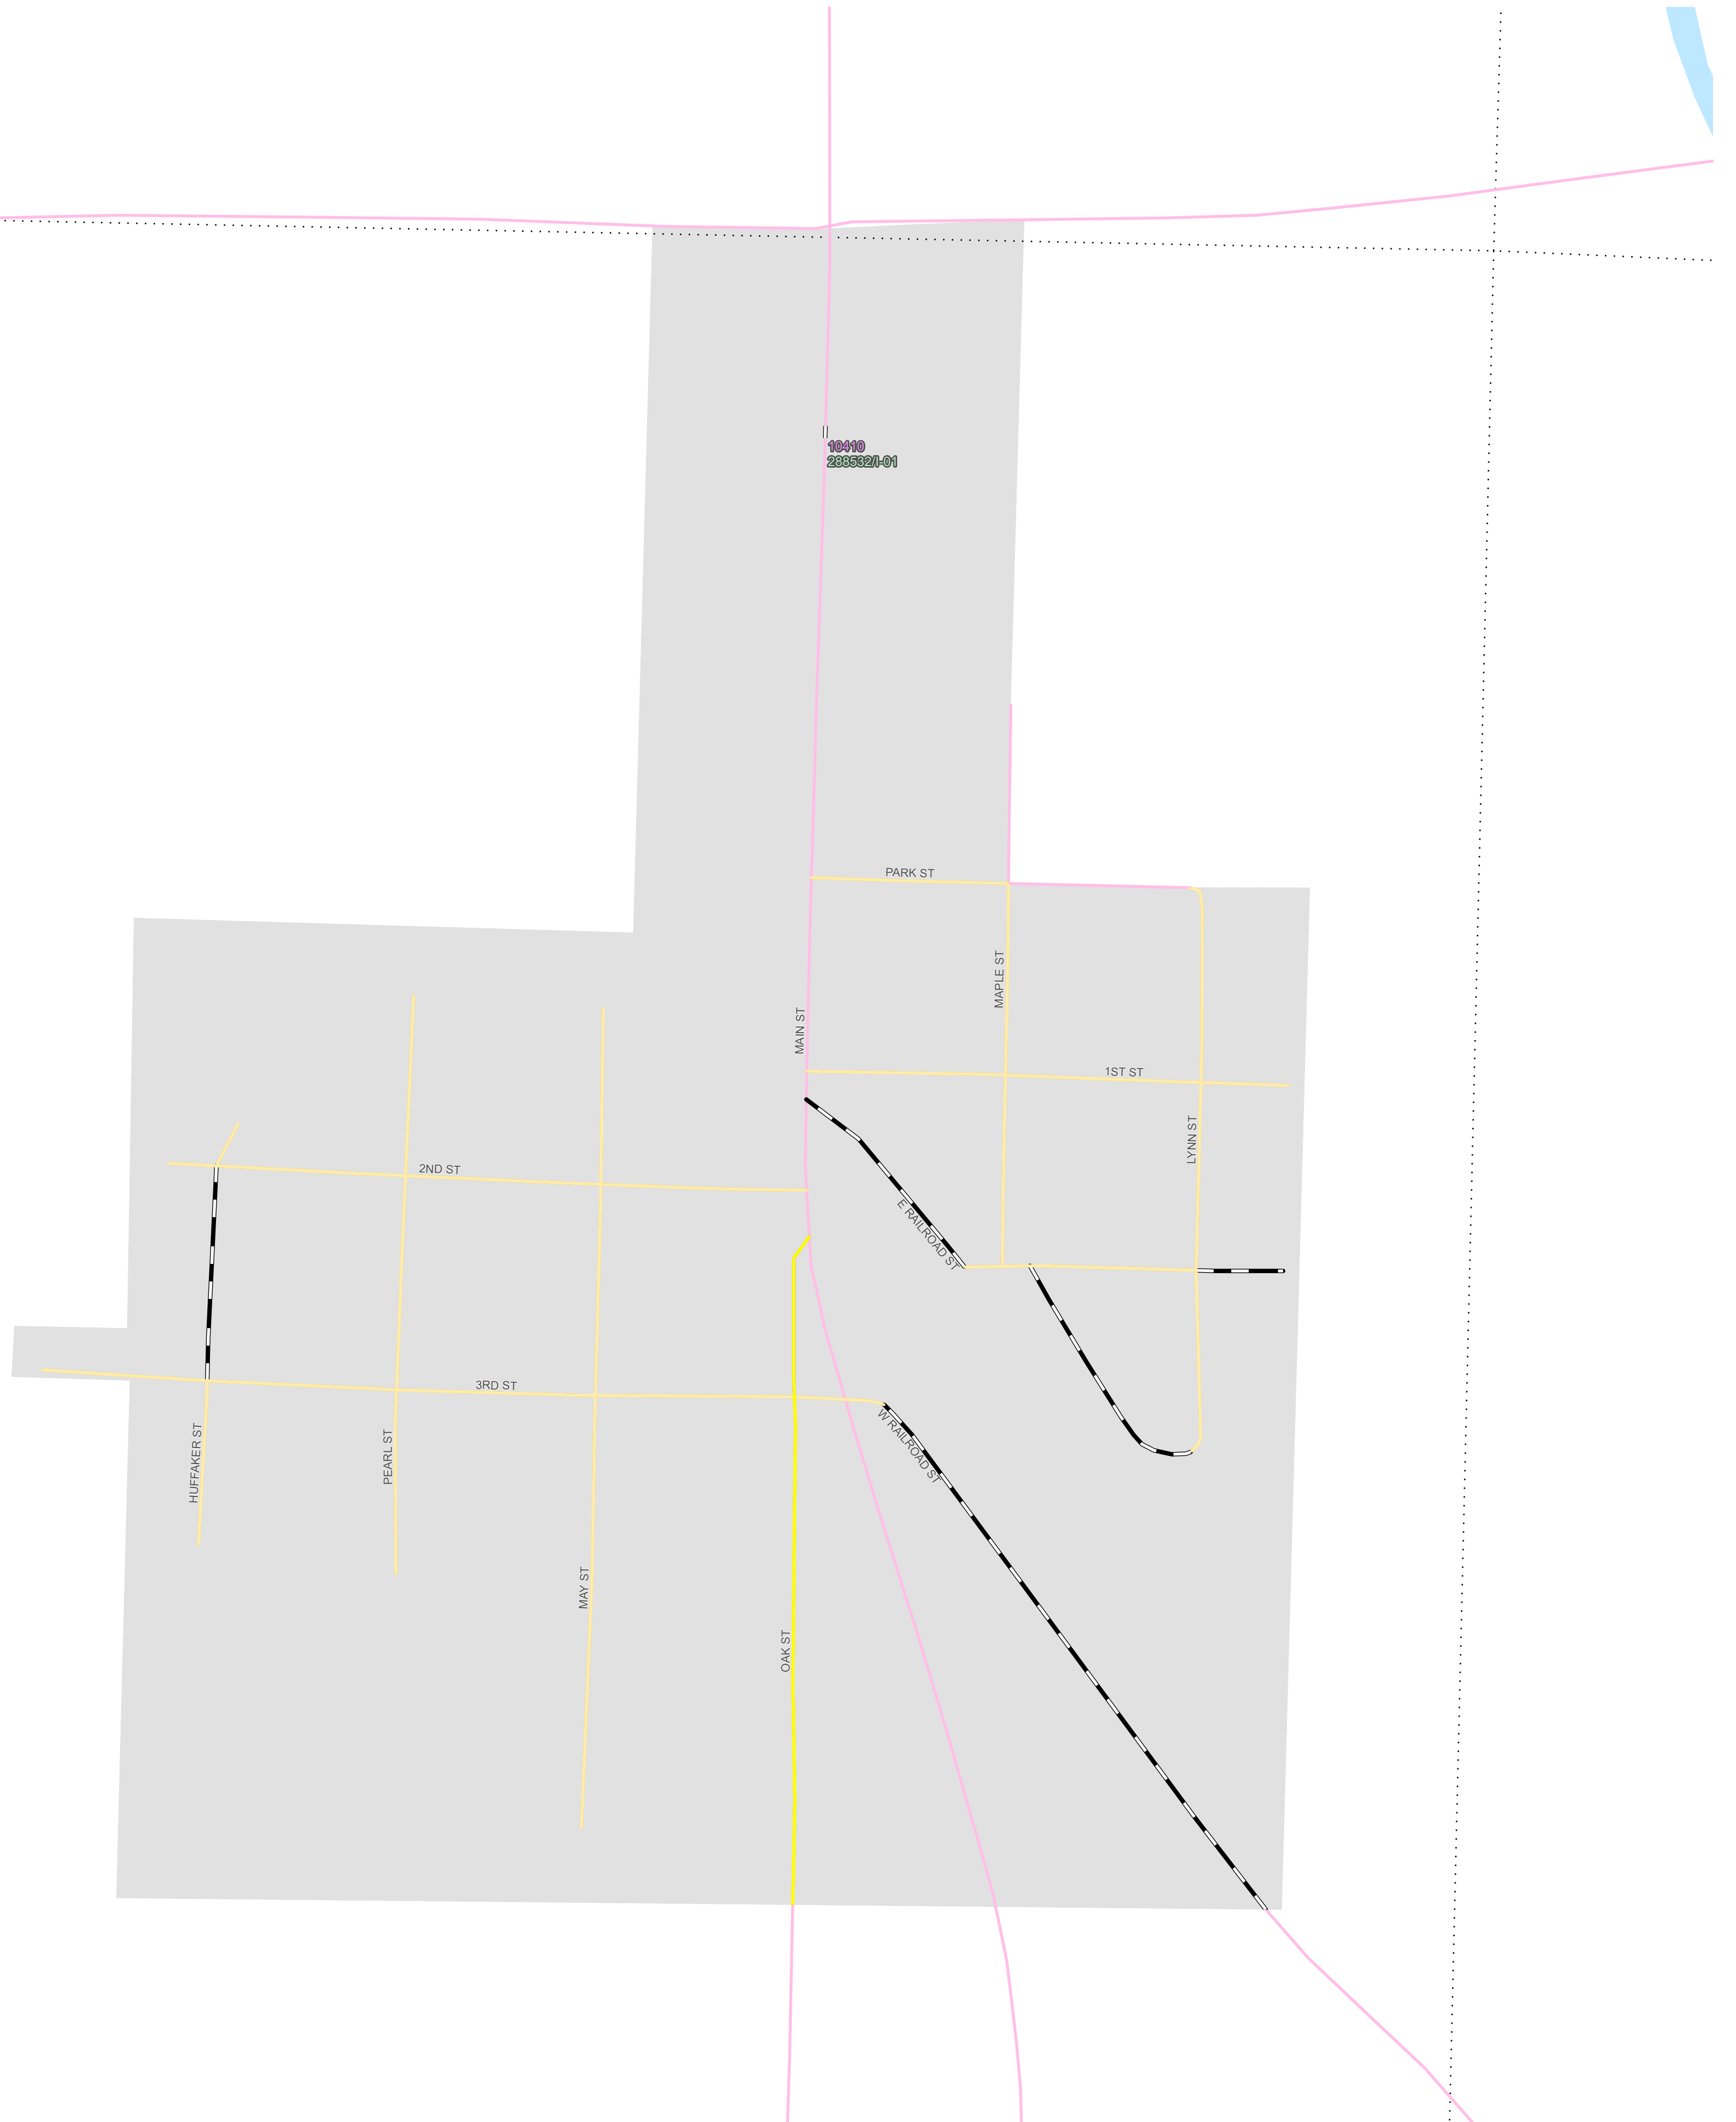 10410
288532/I-01
PARK ST
MAPLE ST
MAIN ST
1ST ST
LYNN ST
2ND ST
E RAILROAD ST
3RD ST
W RAILROAD ST
HUFFAKER ST
PEARL ST
MAY ST
OAK ST